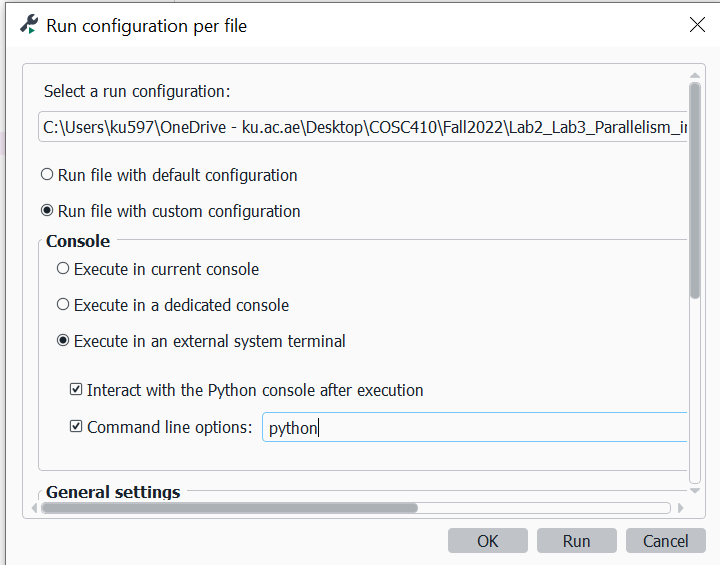 Run configuration per file
Select a run configuration:
C:\Users\ku597\OneDrive - ku.ac.ae\Desktop\COSC410\Fall2022\Lab2_Lab3_Parallelism_in
Run file with default configuration
Run file with custom configuration
Console
Execute in current console
Execute in a dedicated console
Execute in an external system terminal
Interact with the Python console after execution
Command line options: python
General settings
OK Run Cancel